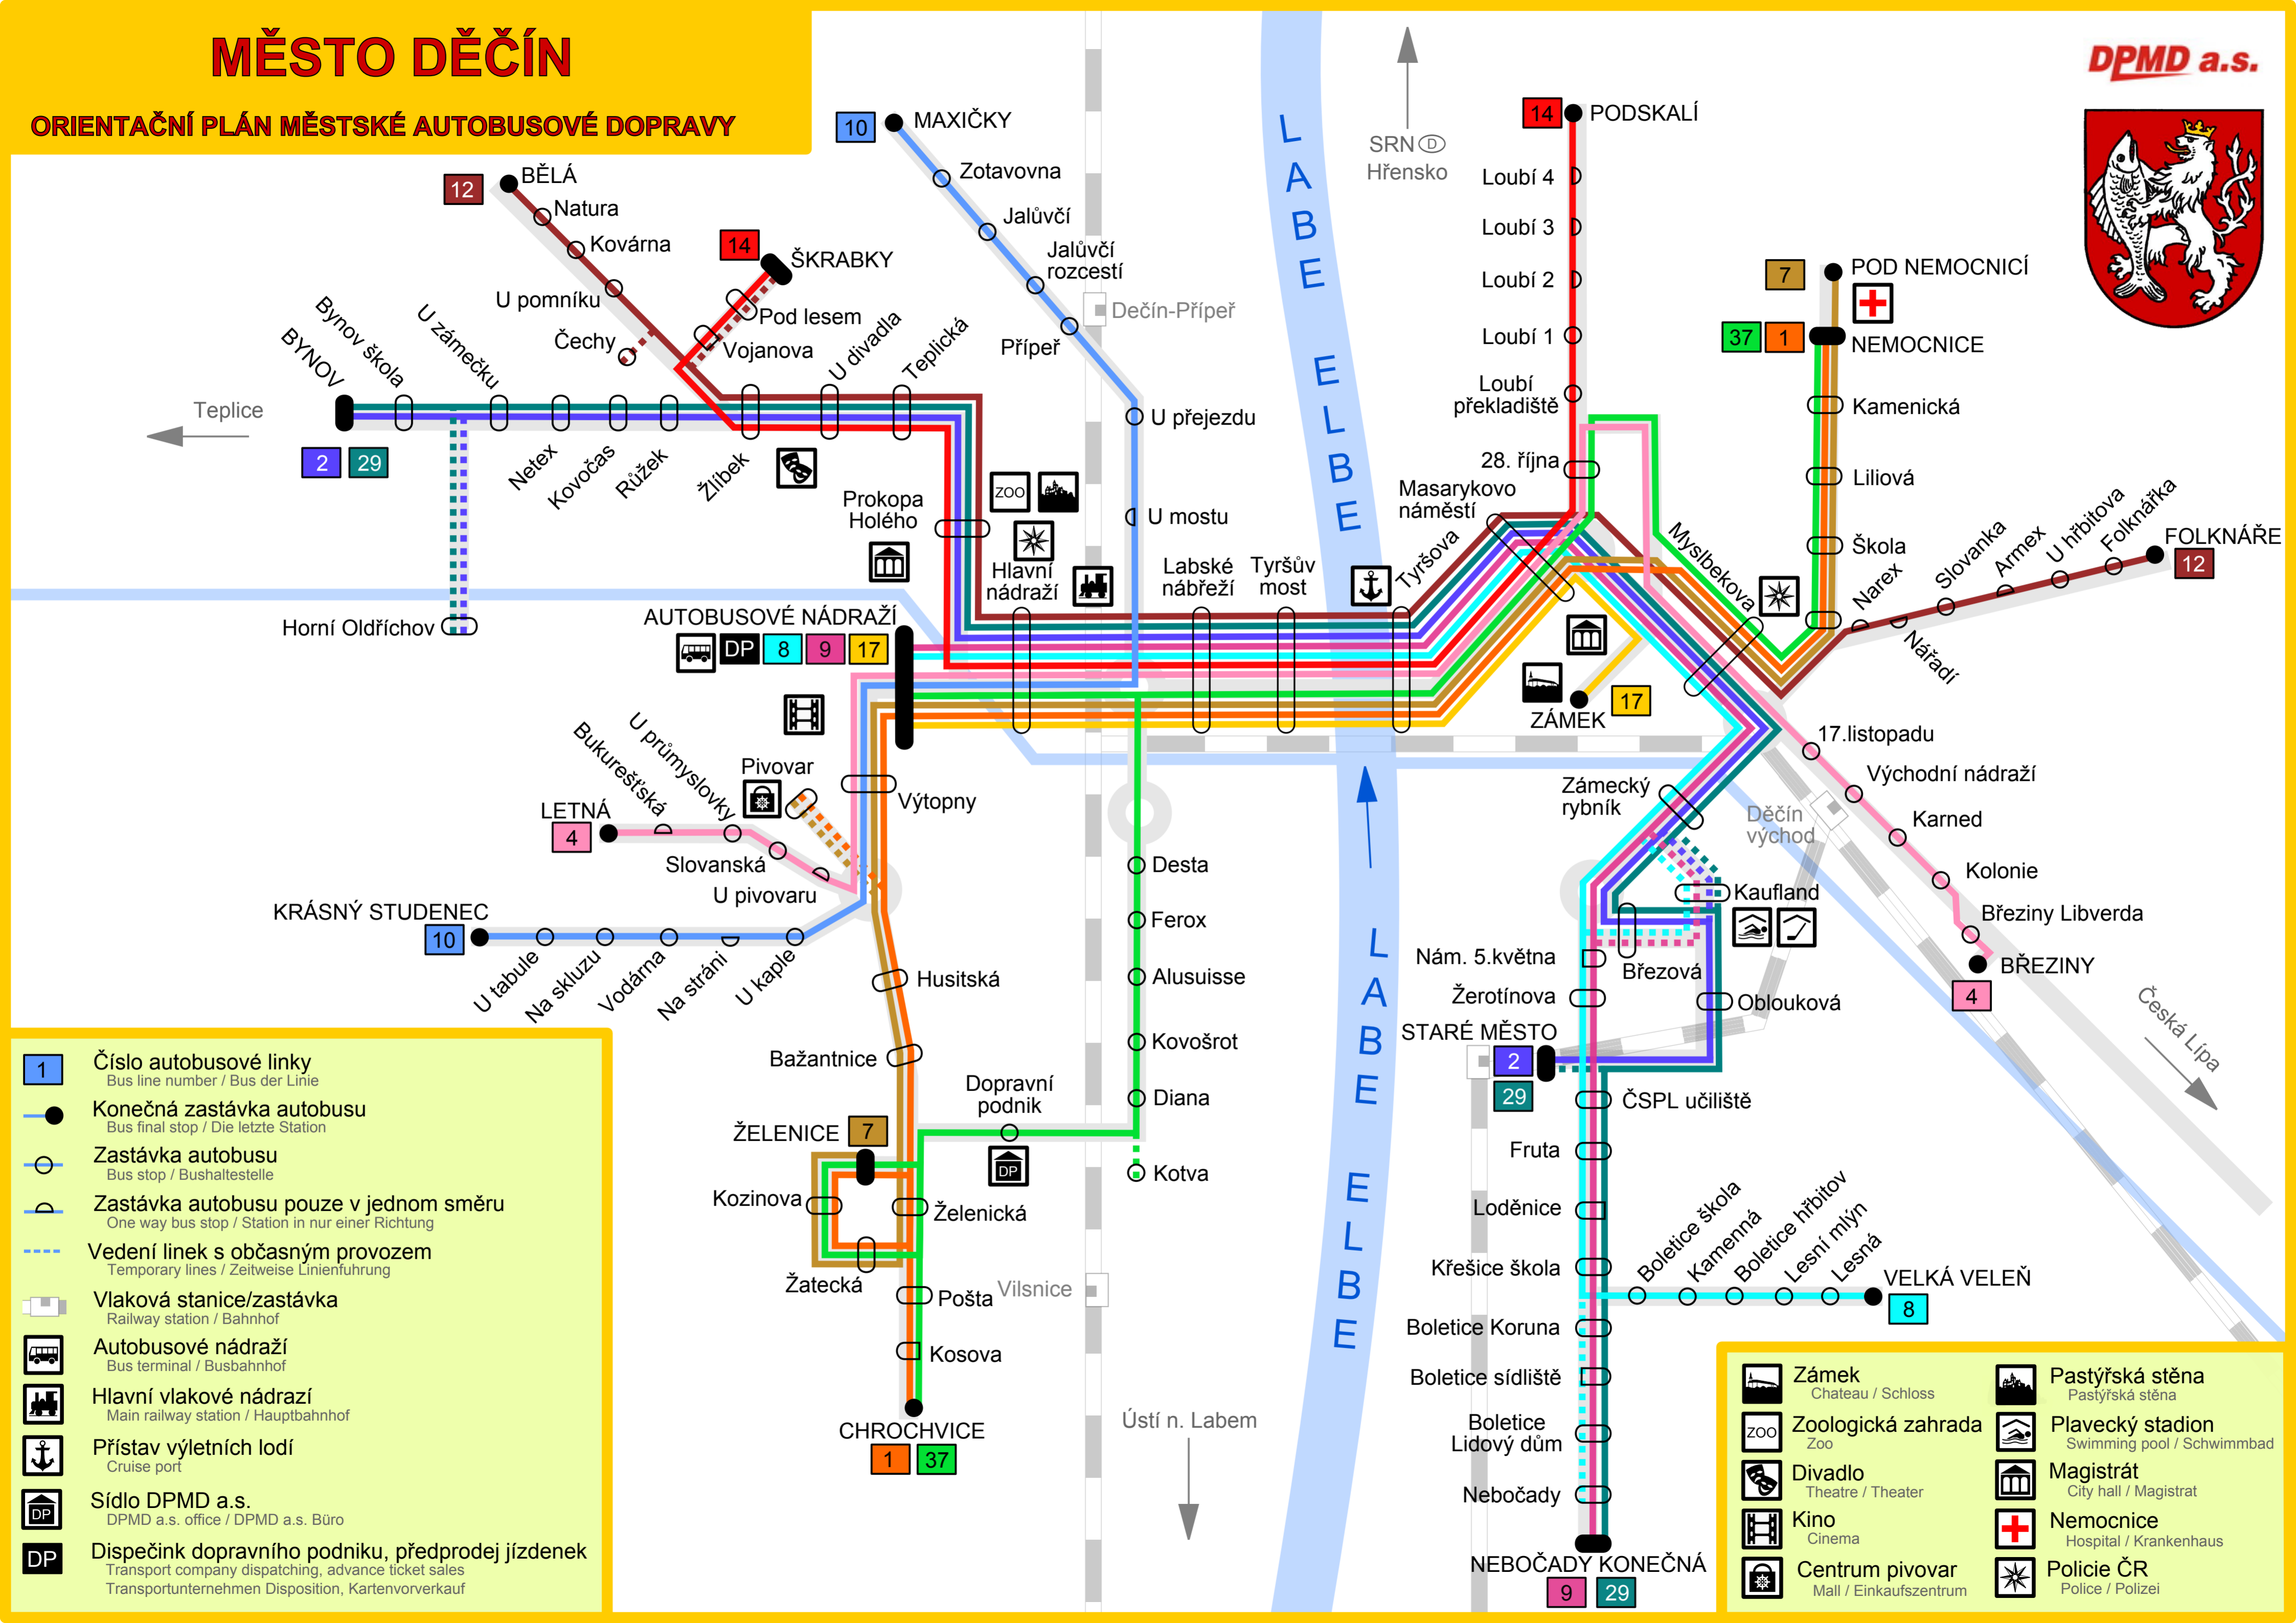 MĚSTO DĚČÍN
ORIENTAČNÍ PLÁN MĚSTSKÉ AUTOBUSOVÉ DOPRAVY
DPMD a.s.
10
MAXIČKY
Zotavovna
Jalůvčí
Jalůvčí
rozcestí
Přípeř
Dečín-Přípeř
U přejezdu
U mostu
12
BĚLÁ
Natura
Kovárna
U pomníku
Čechy
14
ŠKRABKY
Pod lesem
Vojanova
BYNOV
Bynov škola
U zámečku
Netex
Kovočas
Růžek
Žlíbek
U divadla
Teplická
Teplice
2
29
Horní Oldříchov
Prokopa
Holého
ZOO
Hlavní
nádraží
AUTOBUSOVÉ NÁDRAŽÍ
DP
8
9
17
Labské
nábřeží
Tyršův
most
Tyršova
LABE
ELBE
LABE
ELBE
SRN D
Hřensko
14
PODSKALÍ
Loubí 4
Loubí 3
Loubí 2
Loubí 1
Loubí
překladiště
28. října
Masarykovo
náměstí
Myslbekova
7
POD NEMOCNICÍ
37
1
NEMOCNICE
Kamenická
Liliová
Škola
Narex
Nářadí
Slovanka
Armex
U hřbitova
Folknářka
FOLKNÁŘE
12
ZÁMEK
17
17.listopadu
Východní nádraží
Karned
Kolonie
Březiny Libverda
BŘEZINY
4
Česká Lípa
Děčín
východ
Zámecký
rybník
Kaufland
Březová
Oblouková
Nám. 5.května
Žerotínova
STARÉ MĚSTO
2
29
ČSPL učiliště
Fruta
Loděnice
Křešice škola
Boletice škola
Kamenná
Boletice hřbitov
Lesní mlýn
Lesná
VELKÁ VELEŇ
8
Boletice Koruna
Boletice sídliště
Boletice
Lidový dům
Nebočady
NEBOČADY KONEČNÁ
9
29
Výtopny
Pivovar
U průmyslovky
Bukurešťská
LETNÁ
4
Slovanská
U pivovaru
KRÁSNÝ STUDENEC
10
U tabule
Na skluzu
Vodárna
Na stráni
U kaple
Husitská
Bažantnice
ŽELENICE
7
Kozinova
Želenická
Žatecká
Pošta
Kosova
CHROCHVICE
1
37
Dopravní
podnik
DP
Desta
Ferox
Alusuisse
Kovošrot
Diana
Kotva
Vilsnice
Ústí n. Labem
1
Číslo autobusové linky
Bus line number / Bus der Linie
Konečná zastávka autobusu
Bus final stop / Die letzte Station
Zastávka autobusu
Bus stop / Bushaltestelle
Zastávka autobusu pouze v jednom směru
One way bus stop / Station in nur einer Richtung
Vedení linek s občasným provozem
Temporary lines / Zeitweise Linienfuhrung
Vlaková stanice/zastávka
Railway station / Bahnhof
Autobusové nádraží
Bus terminal / Busbahnhof
Hlavní vlakové nádrazí
Main railway station / Hauptbahnhof
Přístav výletních lodí
Cruise port
DP
Sídlo DPMD a.s.
DPMD a.s. office / DPMD a.s. Büro
DP
Dispečink dopravního podniku, předprodej jízdenek
Transport company dispatching, advance ticket sales
Transportunternehmen Disposition, Kartenvorverkauf
Zámek
Chateau / Schloss
ZOO
Zoologická zahrada
Zoo
Divadlo
Theatre / Theater
Kino
Cinema
Centrum pivovar
Mall / Einkaufszentrum
Pastýřská stěna
Pastýřská stěna
Plavecký stadion
Swimming pool / Schwimmbad
Magistrát
City hall / Magistrat
Nemocnice
Hospital / Krankenhaus
Policie ČR
Police / Polizei